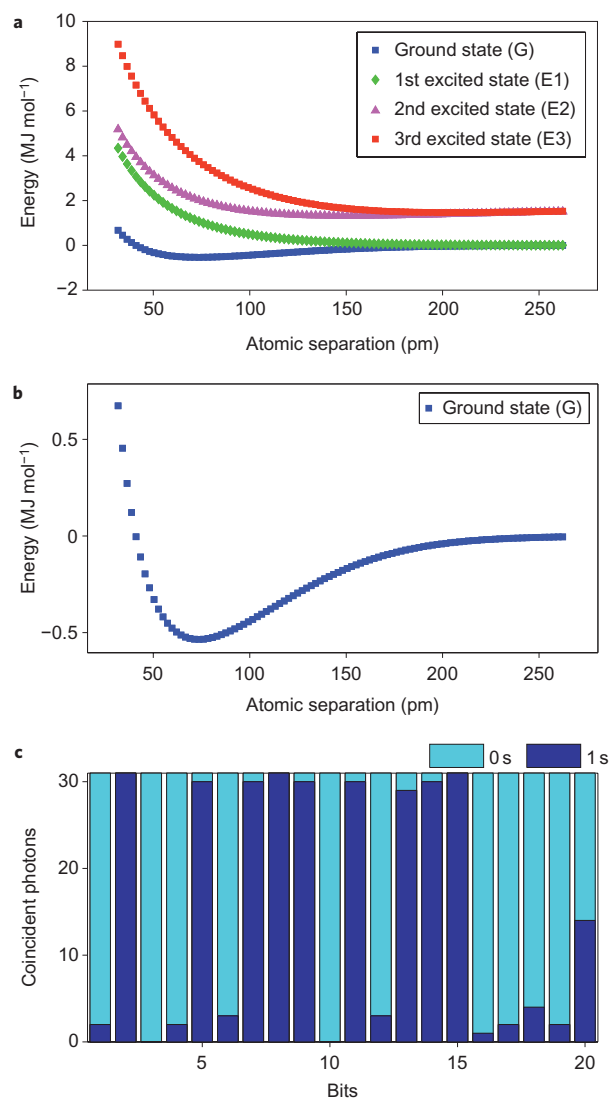 a
10
8
6
4
2
0
−2
Energy (MJ mol⁻¹)
Ground state (G)
1st excited state (E1)
2nd excited state (E2)
3rd excited state (E3)
50 100 150 200 250
Atomic separation (pm)
b
Ground state (G)
0.5
0
−0.5
Energy (MJ mol⁻¹)
50 100 150 200 250
Atomic separation (pm)
c
0 s 1 s
30
20
10
0
Coincident photons
5 10 15 20
Bits